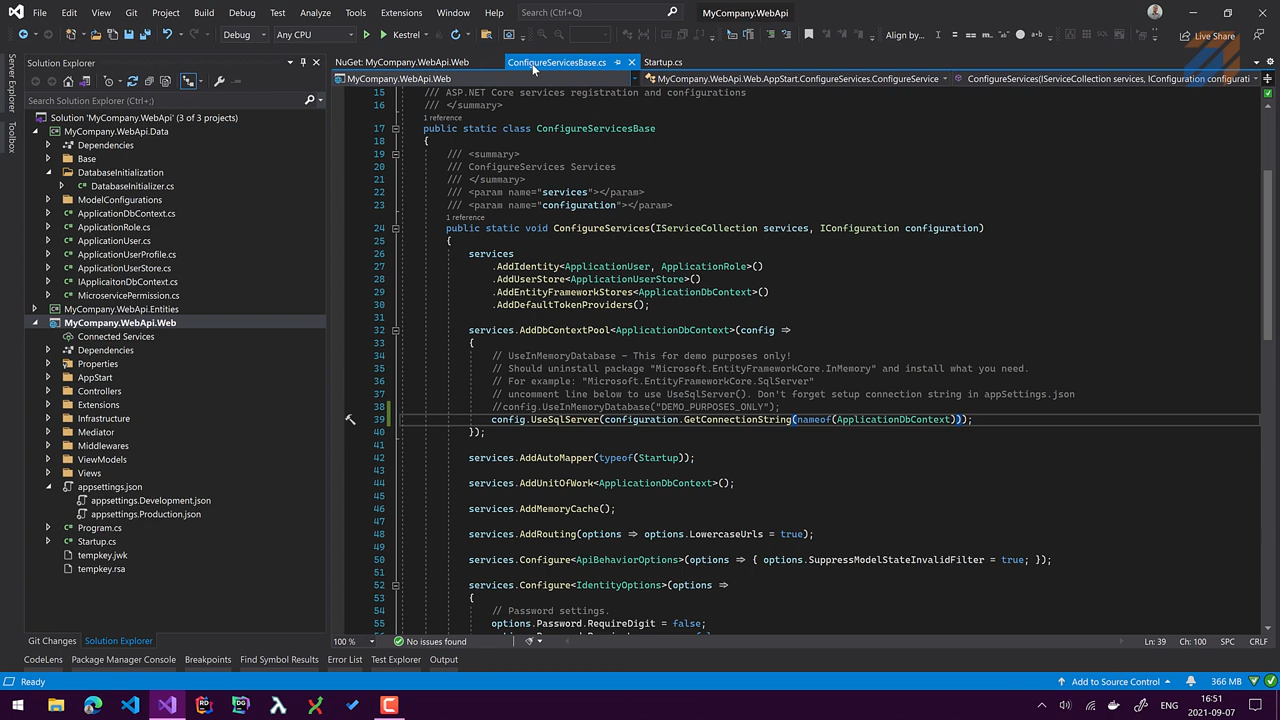 File Edit View Git Project Build Debug Test Analyze Tools Extensions Window Help Search (Ctrl+Q) MyCompany.WebApi
Debug Any CPU Kestrel Align by... Live Share
Server Explorer
Toolbox
Solution Explorer
Search Solution Explorer (Ctrl+;)
Solution 'MyCompany.WebApi' (3 of 3 projects)
MyCompany.WebApi.Data
Dependencies
Base
DatabaseInitialization
DatabaseInitializer.cs
ModelConfigurations
ApplicationDbContext.cs
ApplicationRole.cs
ApplicationUser.cs
ApplicationUserProfile.cs
ApplicationUserStore.cs
IApplicaitonDbContext.cs
MicroservicePermission.cs
MyCompany.WebApi.Entities
MyCompany.WebApi.Web
Connected Services
Dependencies
Properties
AppStart
Controllers
Extensions
Infrastructure
Mediator
Middlewares
ViewModels
Views
appsettings.json
appsettings.Development.json
appsettings.Production.json
Program.cs
Startup.cs
tempkey.jwk
tempkey.rsa
Git Changes Solution Explorer
NuGet: MyCompany.WebApi.Web ConfigureServicesBase.cs Startup.cs
MyCompany.WebApi.Web MyCompany.WebApi.Web.AppStart.ConfigureServices.ConfigureService ConfigureServices(IServiceCollection services, IConfiguration configurati
15 /// ASP.NET Core services registration and configurations
16 /// </summary>
1 reference
17 public static class ConfigureServicesBase
18 {
19 /// <summary>
20 /// ConfigureServices Services
21 /// </summary>
22 /// <param name="services"></param>
23 /// <param name="configuration"></param>
1 reference
24 public static void ConfigureServices(IServiceCollection services, IConfiguration configuration)
25 {
26 services
27 .AddIdentity<ApplicationUser, ApplicationRole>()
28 .AddUserStore<ApplicationUserStore>()
29 .AddEntityFrameworkStores<ApplicationDbContext>()
30 .AddDefaultTokenProviders();
31
32 services.AddDbContextPool<ApplicationDbContext>(config =>
33 {
34 // UseInMemoryDatabase - This for demo purposes only!
35 // Should uninstall package "Microsoft.EntityFrameworkCore.InMemory" and install what you need.
36 // For example: "Microsoft.EntityFrameworkCore.SqlServer"
37 // uncomment line below to use UseSqlServer(). Don't forget setup connection string in appSettings.json
38 //config.UseInMemoryDatabase("DEMO_PURPOSES_ONLY");
39 config.UseSqlServer(configuration.GetConnectionString(nameof(ApplicationDbContext)));
40 });
41
42 services.AddAutoMapper(typeof(Startup));
43
44 services.AddUnitOfWork<ApplicationDbContext>();
45
46 services.AddMemoryCache();
47
48 services.AddRouting(options => options.LowercaseUrls = true);
49
50 services.Configure<ApiBehaviorOptions>(options => { options.SuppressModelStateInvalidFilter = true; });
51
52 services.Configure<IdentityOptions>(options =>
53 {
54 // Password settings.
55 options.Password.RequireDigit = false;
100 % No issues found Ln: 39 Ch: 100 SPC CRLF
CodeLens Package Manager Console Breakpoints Find Symbol Results Error List Test Explorer Output
Ready Add to Source Control 366 MB
ENG 16:51
2021-09-07